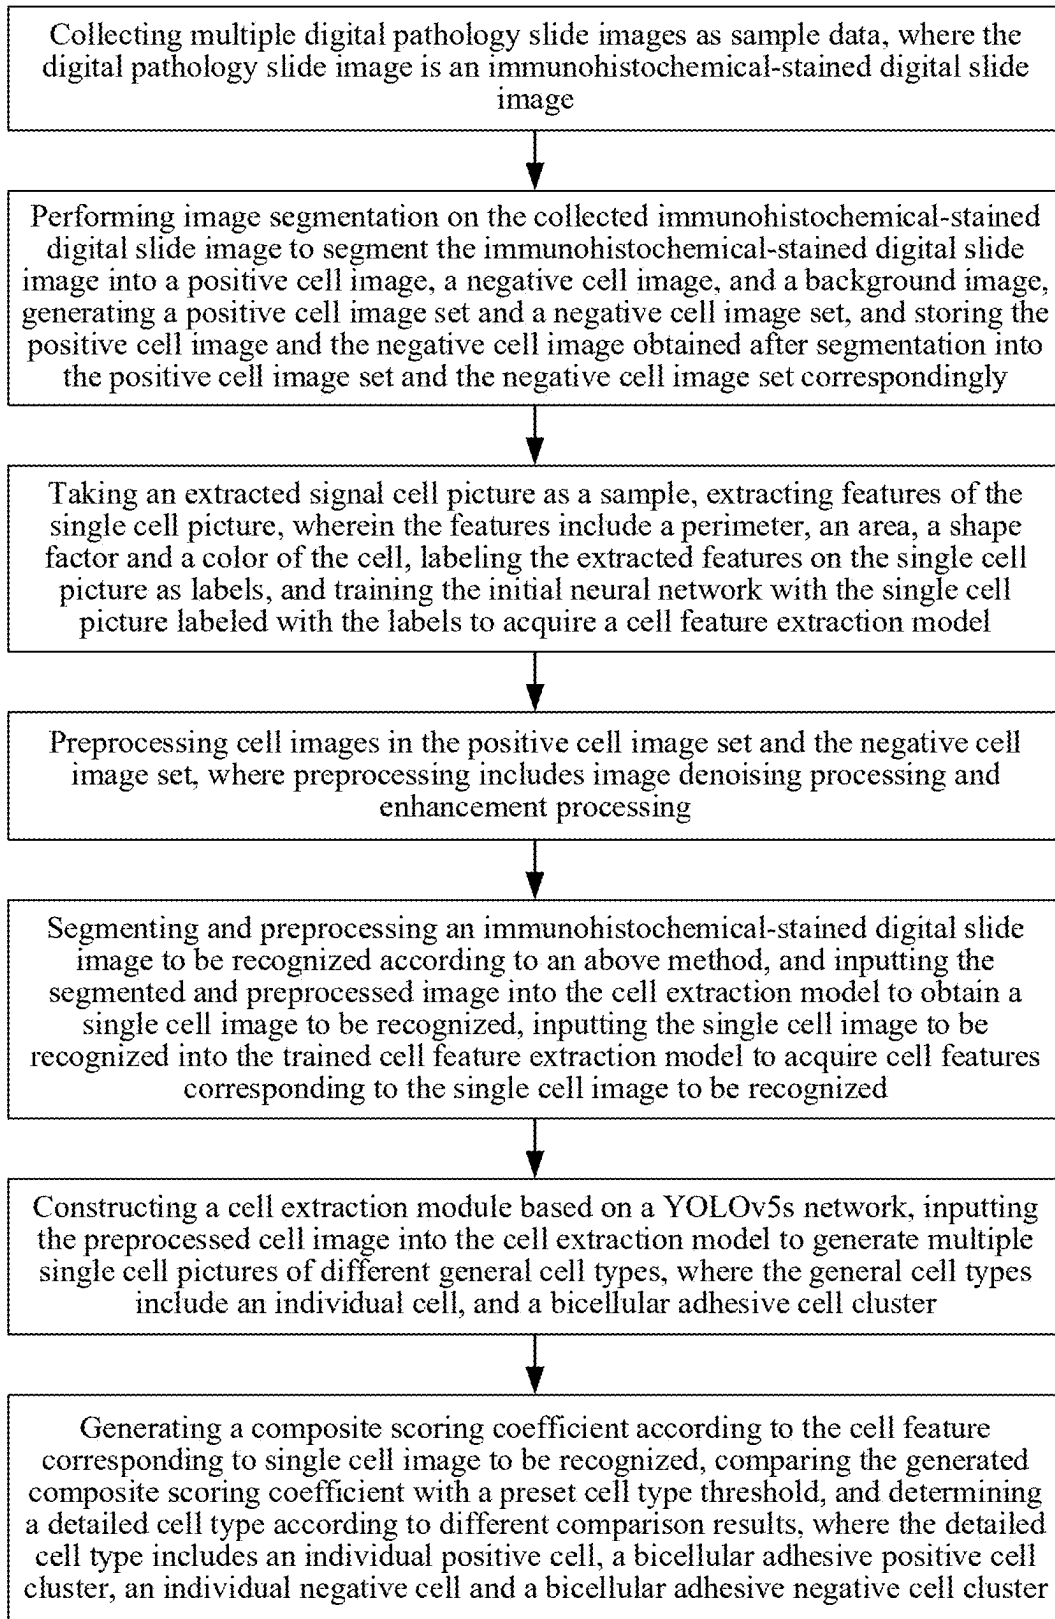 Collecting multiple digital pathology slide images as sample data, where the
digital pathology slide image is an immunohistochemical-stained digital slide
image
Performing image segmentation on the collected immunohistochemical-stained
digital slide image to segment the immunohistochemical-stained digital slide
image into a positive cell image, a negative cell image, and a background image,
generating a positive cell image set and a negative cell image set, and storing the
positive cell image and the negative cell image obtained after segmentation into
the positive cell image set and the negative cell image set correspondingly
Taking an extracted signal cell picture as a sample, extracting features of the
single cell picture, wherein the features include a perimeter, an area, a shape
factor and a color of the cell, labeling the extracted features on the single cell
picture as labels, and training the initial neural network with the single cell
picture labeled with the labels to acquire a cell feature extraction model
Preprocessing cell images in the positive cell image set and the negative cell
image set, where preprocessing includes image denoising processing and
enhancement processing
Segmenting and preprocessing an immunohistochemical-stained digital slide
image to be recognized according to an above method, and inputting the
segmented and preprocessed image into the cell extraction model to obtain a
single cell image to be recognized, inputting the single cell image to be
recognized into the trained cell feature extraction model to acquire cell features
corresponding to the single cell image to be recognized
Constructing a cell extraction module based on a YOLOv5s network, inputting
the preprocessed cell image into the cell extraction model to generate multiple
single cell pictures of different general cell types, where the general cell types
include an individual cell, and a bicellular adhesive cell cluster
Generating a composite scoring coefficient according to the cell feature
corresponding to single cell image to be recognized, comparing the generated
composite scoring coefficient with a preset cell type threshold, and determining
a detailed cell type according to different comparison results, where the detailed
cell type includes an individual positive cell, a bicellular adhesive positive cell
cluster, an individual negative cell and a bicellular adhesive negative cell cluster